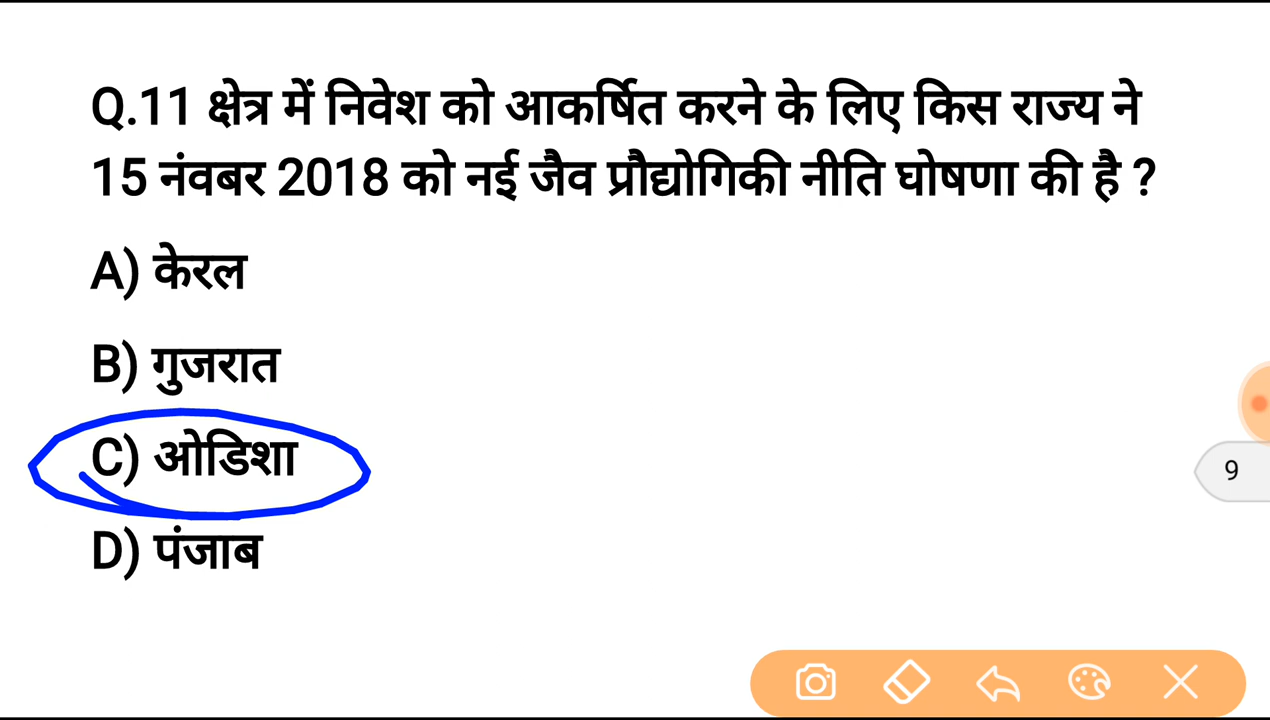 Q.11 क्षेत्र में निवेश को आकर्षित करने के लिए किस राज्य ने
15 नंवबर 2018 को नई जैव प्रौद्योगिकी नीति घोषणा की है ?
A) केरल
B) गुजरात
C) ओडिशा
D) पंजाब
9